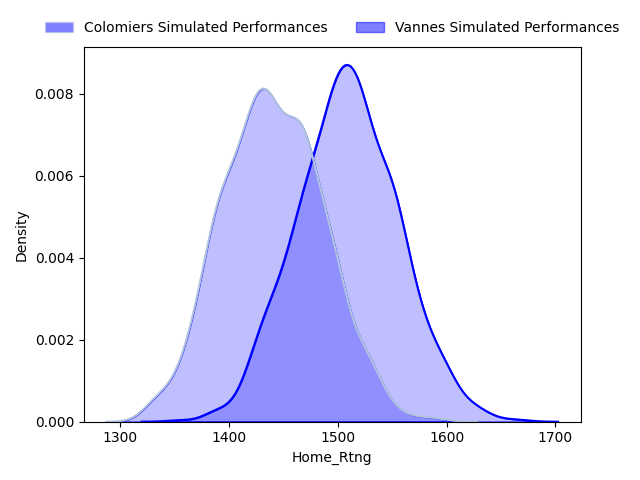 Colomiers Simulated Performances
Vannes Simulated Performances
0.008
0.006
0.004
0.002
0.000
Density
1300
1400
1500
1600
1700
Home_Rtng